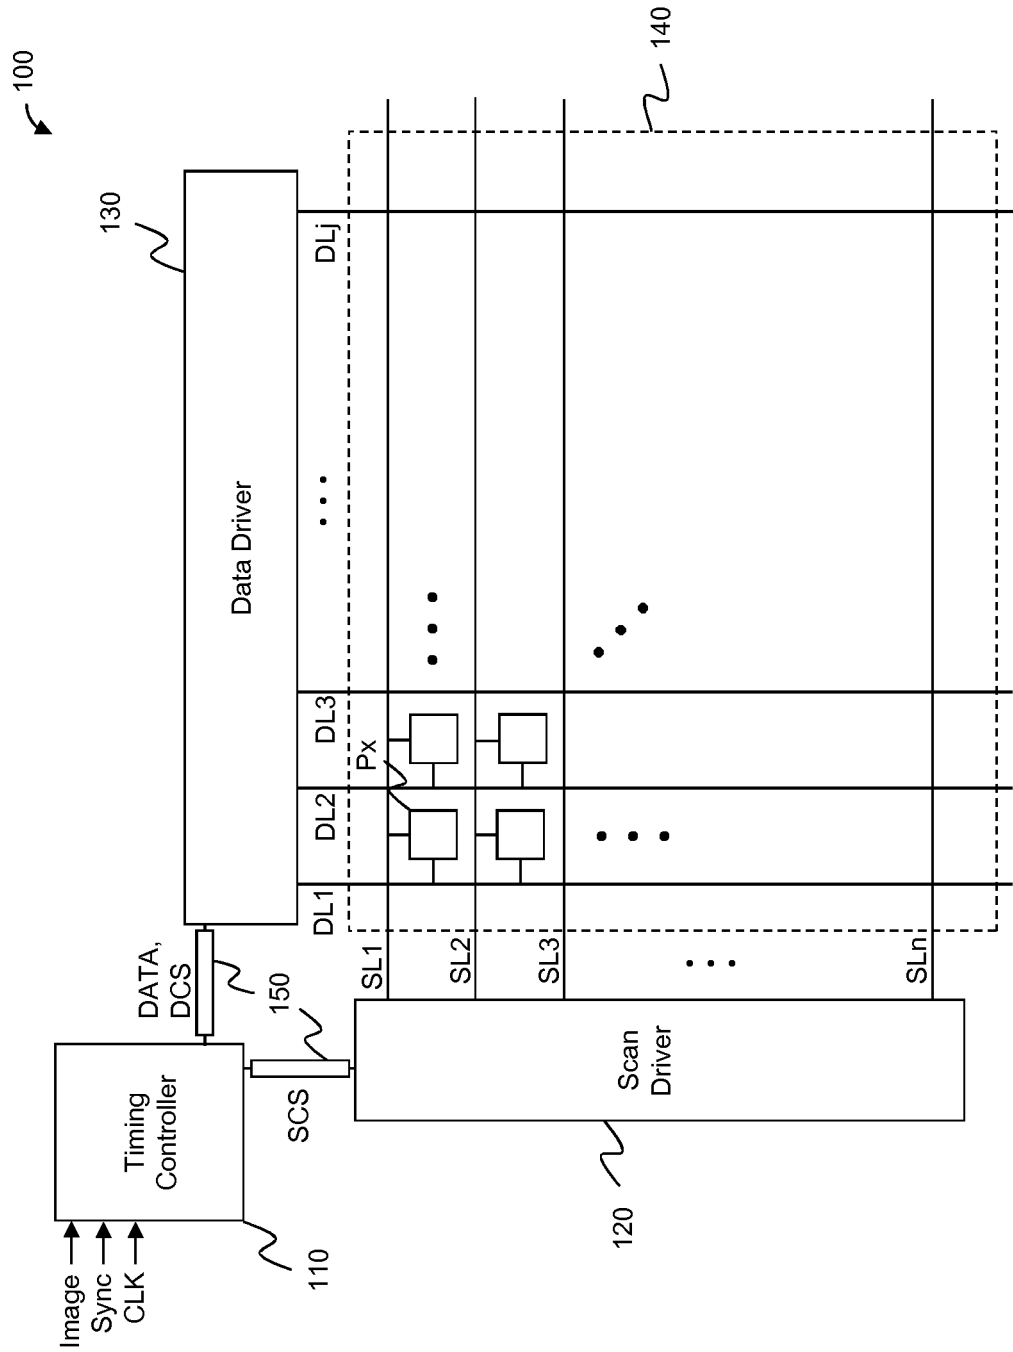 100
Image
Sync
CLK
Timing
Controller
110
DATA,
DCS
150
SCS
Data Driver
130
DL1
DL2
DL3
...
DLj
Px
SL1
SL2
SL3
...
SLn
Scan
Driver
120
140